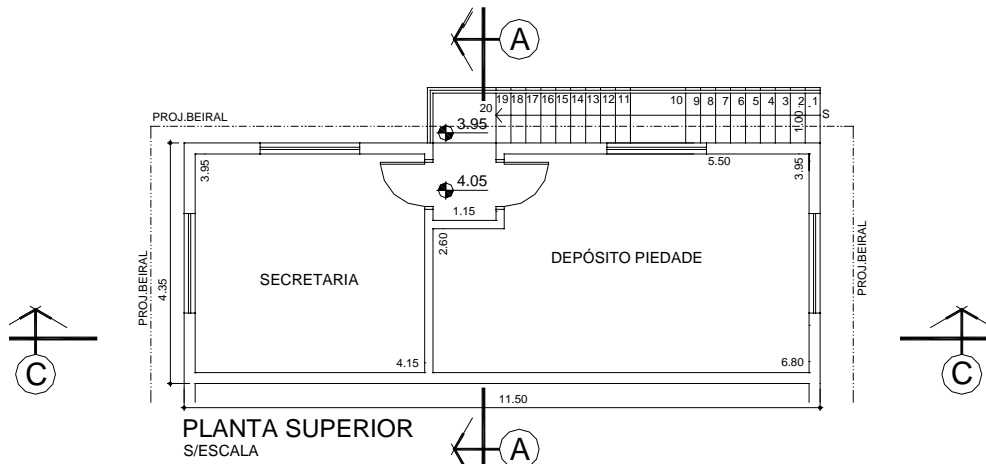 A
19 18 17 16 15 14 13 12 11 10 9 8 7 6 5 4 3 2 1
20
S
1.00
PROJ.BEIRAL
3.95
3.95
5.50
3.95
4.05
1.15
2.60
DEPÓSITO PIEDADE
SECRETARIA
PROJ.BEIRAL
4.35
PROJ.BEIRAL
4.15
6.80
C
C
11.50
PLANTA SUPERIOR
S/ESCALA
A